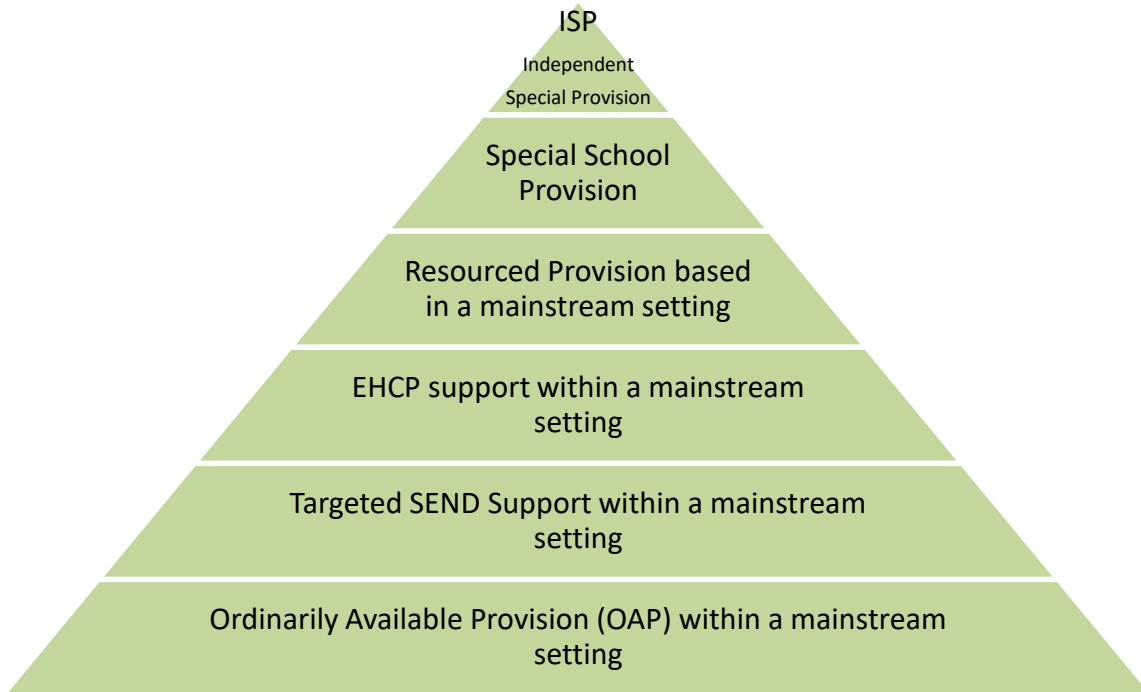 ISP
Independent
Special Provision
Special School
Provision
Resourced Provision based
in a mainstream setting
EHCP support within a mainstream
setting
Targeted SEND Support within a mainstream
setting
Ordinarily Available Provision (OAP) within a mainstream
setting